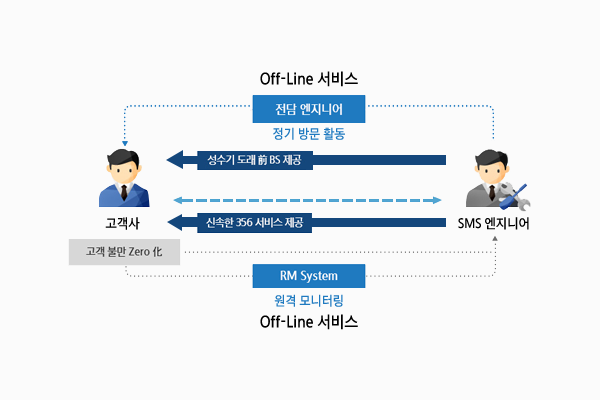 Off-Line 서비스
전담 엔지니어
정기 방문 활동
성수기 도래 前 BS 제공
신속한 356 서비스 제공
고객사
SMS 엔지니어
고객 불만 Zero 化
RM System
원격 모니터링
Off-Line 서비스